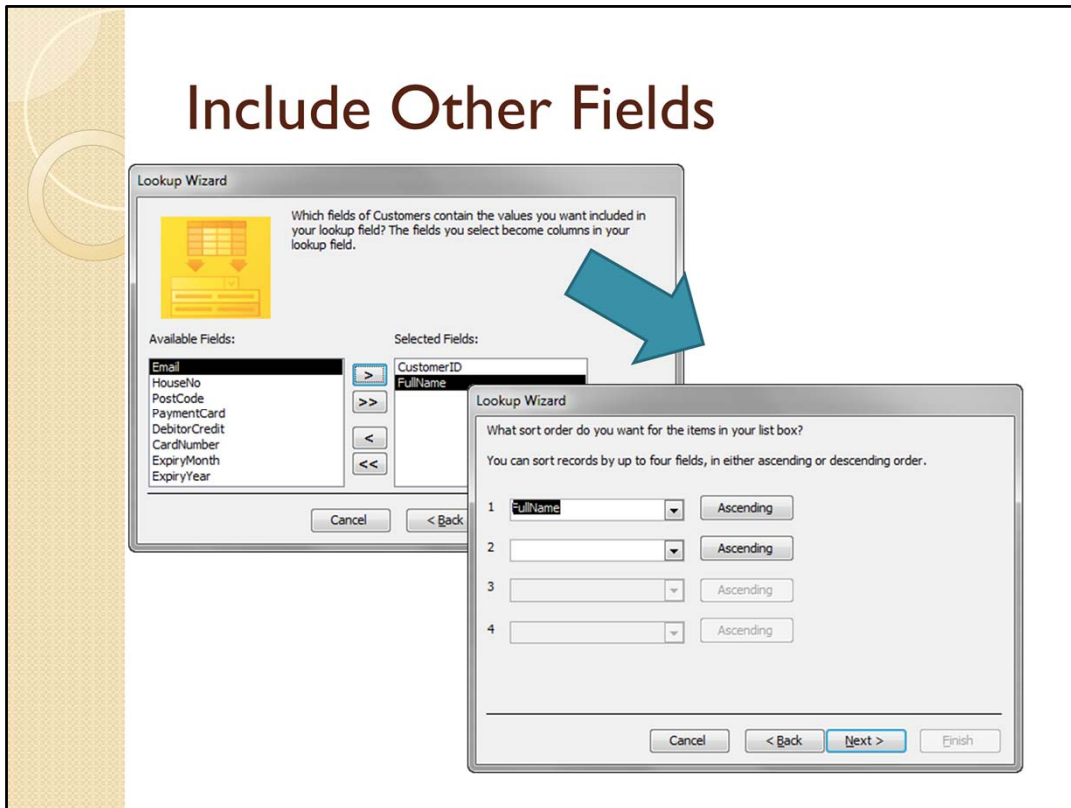 Include Other Fields
Lookup Wizard
Which fields of Customers contain the values you want included in
your lookup field? The fields you select become columns in your
lookup field.
Available Fields:
Selected Fields:
Email
HouseNo
PostCode
PaymentCard
DebitorCredit
CardNumber
ExpiryMonth
ExpiryYear
>
>>
<
<<
CustomerID
FullName
Cancel
< Back
Lookup Wizard
What sort order do you want for the items in your list box?
You can sort records by up to four fields, in either ascending or descending order.
1 FullName Ascending
2 Ascending
3 Ascending
4 Ascending
Cancel < Back Next > Finish